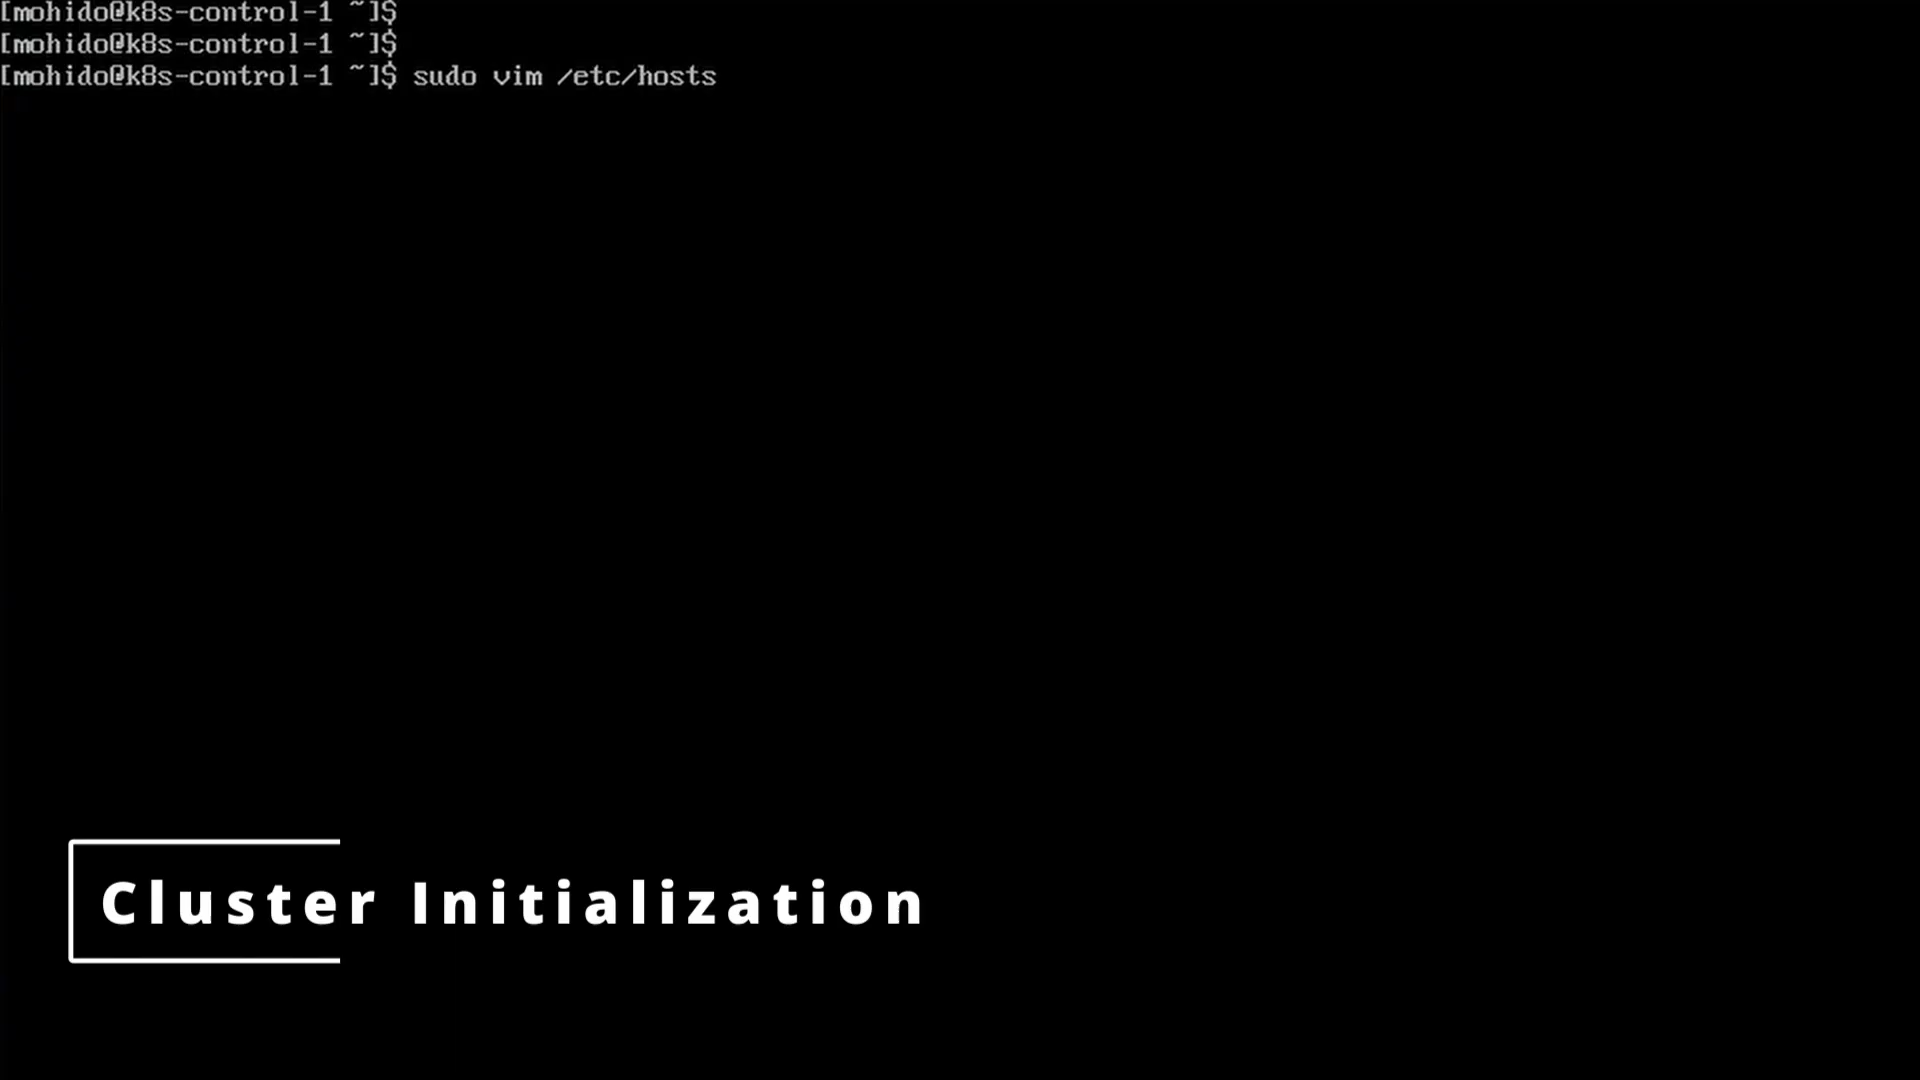 [mohido@k8s-control-1 ~]$
[mohido@k8s-control-1 ~]$
[mohido@k8s-control-1 ~]$ sudo vim /etc/hosts
Cluster Initialization